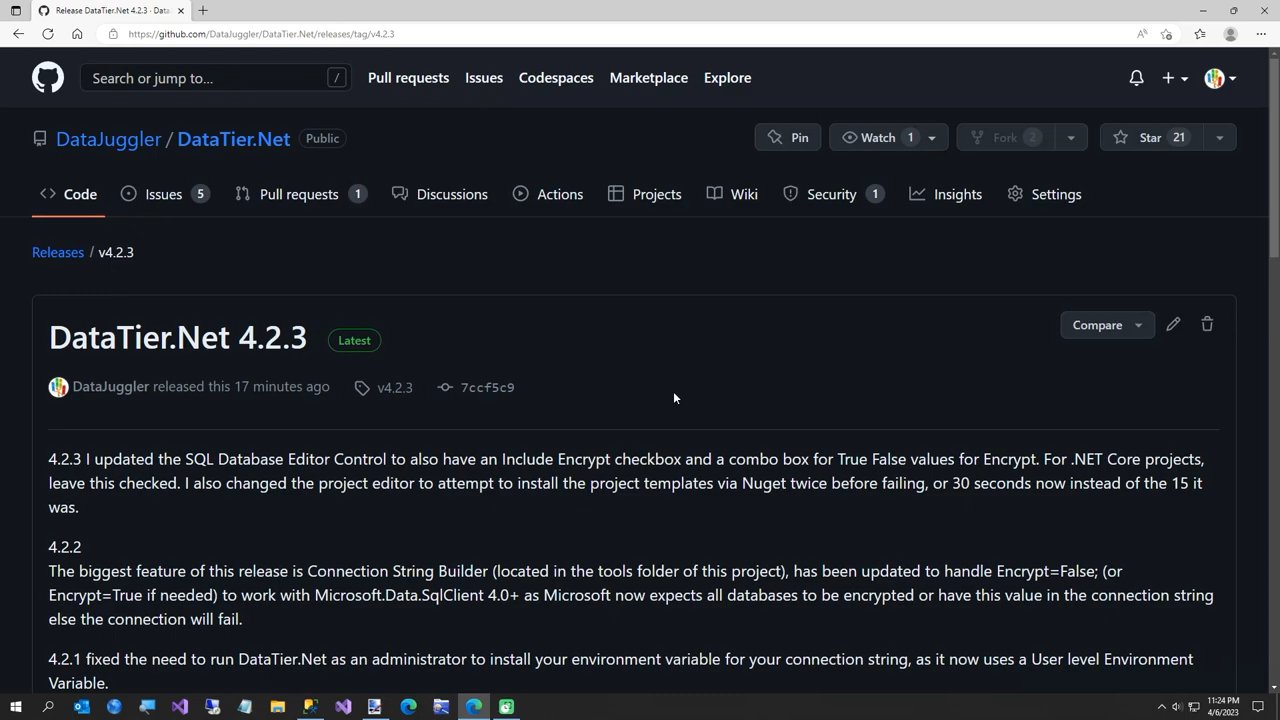 Release DataTier.Net 4.2.3 · Data
https://github.com/DataJuggler/DataTier.Net/releases/tag/v4.2.3
Search or jump to... /
Pull requests Issues Codespaces Marketplace Explore
DataJuggler / DataTier.Net Public
Pin Watch 1 Fork 2 Star 21
Code Issues 5 Pull requests 1 Discussions Actions Projects Wiki Security 1 Insights Settings
Releases / v4.2.3
DataTier.Net 4.2.3 Latest
Compare
DataJuggler released this 17 minutes ago v4.2.3 7ccf5c9
4.2.3 I updated the SQL Database Editor Control to also have an Include Encrypt checkbox and a combo box for True False values for Encrypt. For .NET Core projects,
leave this checked. I also changed the project editor to attempt to install the project templates via Nuget twice before failing, or 30 seconds now instead of the 15 it
was.
4.2.2
The biggest feature of this release is Connection String Builder (located in the tools folder of this project), has been updated to handle Encrypt=False; (or
Encrypt=True if needed) to work with Microsoft.Data.SqlClient 4.0+ as Microsoft now expects all databases to be encrypted or have this value in the connection string
else the connection will fail.
4.2.1 fixed the need to run DataTier.Net as an administrator to install your environment variable for your connection string, as it now uses a User level Environment
Variable.
11:24 PM
4/6/2023